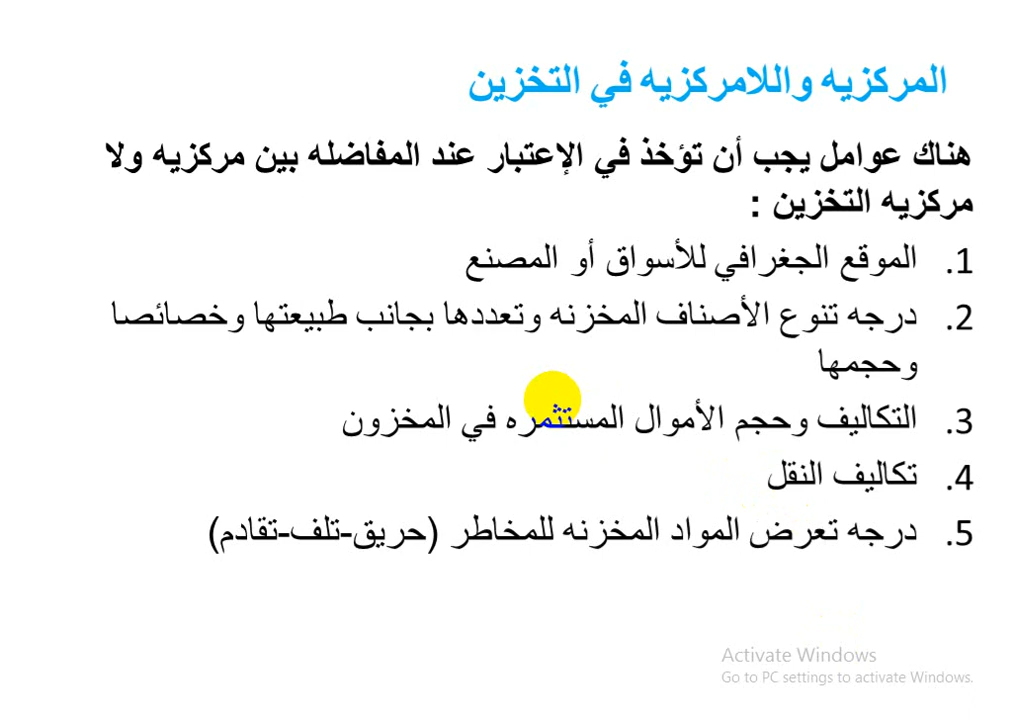 المركزيه واللامركزيه في التخزين
هناك عوامل يجب أن تؤخذ في الإعتبار عند المفاضله بين مركزيه ولا
مركزيه التخزين :
1. الموقع الجغرافي للأسواق أو المصنع
2. درجه تنوع الأصناف المخزنه وتعددها بجانب طبيعتها وخصائصا
وحجمها
3. التكاليف وحجم الأموال المستثمره في المخزون
4. تكاليف النقل
5. درجه تعرض المواد المخزنه للمخاطر (حريق-تلف-تقادم)
Activate Windows
Go to PC settings to activate Windows.